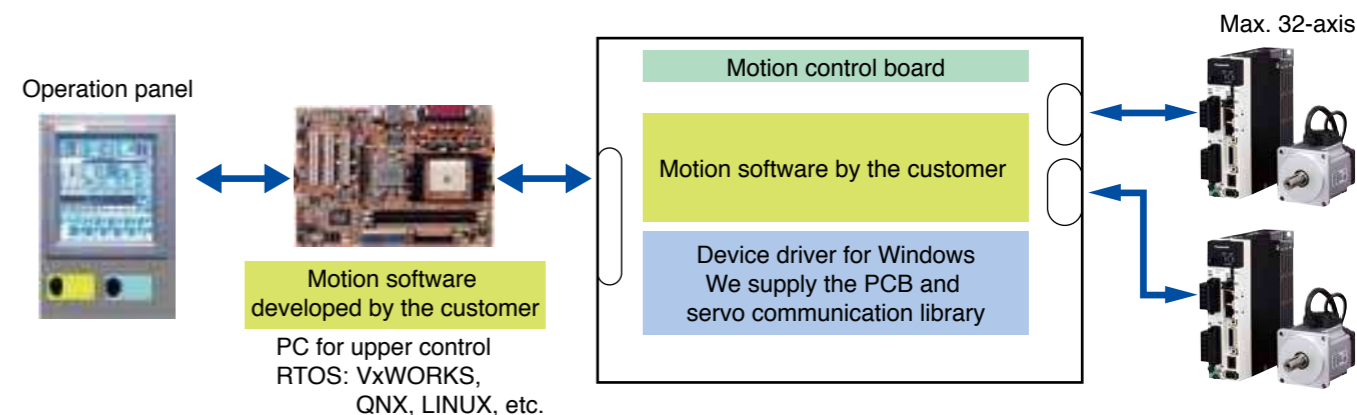 Max. 32-axis
Operation panel
Motion control board
Motion software by the customer
Device driver for Windows
We supply the PCB and
servo communication library
Motion software
developed by the customer
PC for upper control
RTOS: VxWORKS,
QNX, LINUX, etc.